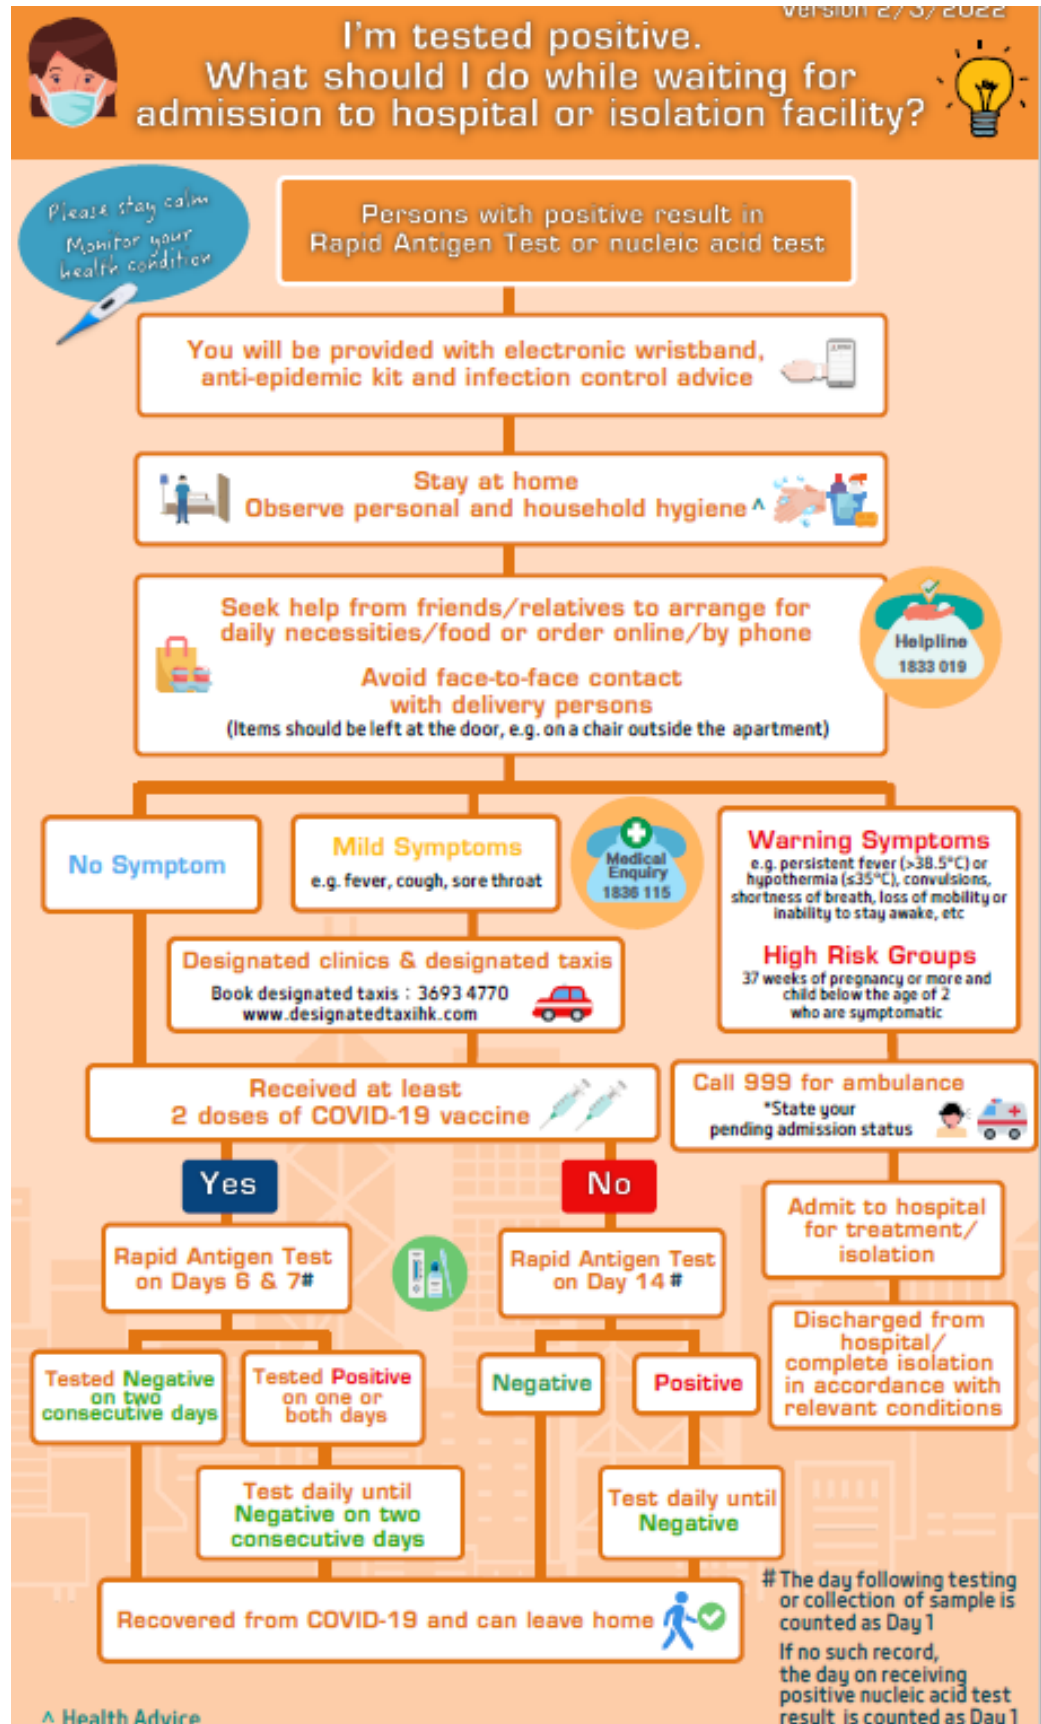 Version 2/3/2022
I'm tested positive.
What should I do while waiting for
admission to hospital or isolation facility?
Please stay calm
Monitor your
health condition
Persons with positive result in
Rapid Antigen Test or nucleic acid test
You will be provided with electronic wristband,
anti-epidemic kit and infection control advice
Stay at home
Observe personal and household hygiene ^
Seek help from friends/relatives to arrange for
daily necessities/food or order online/by phone
Avoid face-to-face contact
with delivery persons
(Items should be left at the door, e.g. on a chair outside the apartment)
Helpline
1833 019
No Symptom
Mild Symptoms
e.g. fever, cough, sore throat
Medical
Enquiry
1836 115
Warning Symptoms
e.g. persistent fever (>38.5°C) or
hypothermia (≤35°C), convulsions,
shortness of breath, loss of mobility or
inability to stay awake, etc
High Risk Groups
37 weeks of pregnancy or more and
child below the age of 2
who are symptomatic
Designated clinics & designated taxis
Book designated taxis : 3693 4770
www.designatedtaxihk.com
Received at least
2 doses of COVID-19 vaccine
Call 999 for ambulance
*State your
pending admission status
Yes
No
Admit to hospital
for treatment/
isolation
Rapid Antigen Test
on Days 6 & 7#
Rapid Antigen Test
on Day 14 #
Discharged from
hospital/
complete isolation
in accordance with
relevant conditions
Tested Negative
on two
consecutive days
Tested Positive
on one or
both days
Negative
Positive
Test daily until
Negative on two
consecutive days
Test daily until
Negative
Recovered from COVID-19 and can leave home
# The day following testing
or collection of sample is
counted as Day 1
If no such record,
the day on receiving
positive nucleic acid test
result is counted as Day 1
^ Health Advice